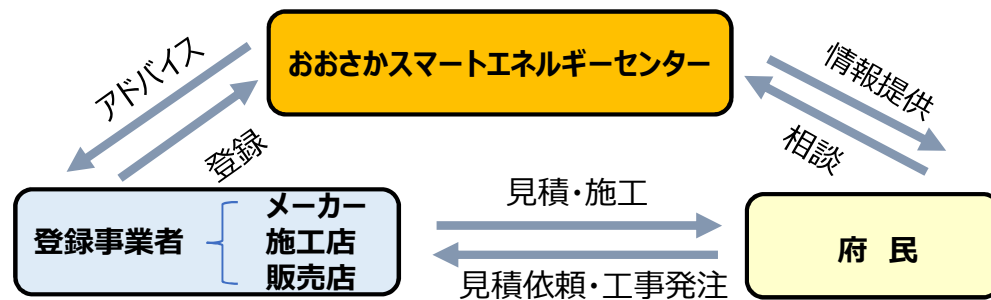 おおさかスマートエネルギーセンター
アドバイス
登録
情報提供
相談
登録事業者
メーカー
施工店
販売店
見積・施工
見積依頼・工事発注
府 民